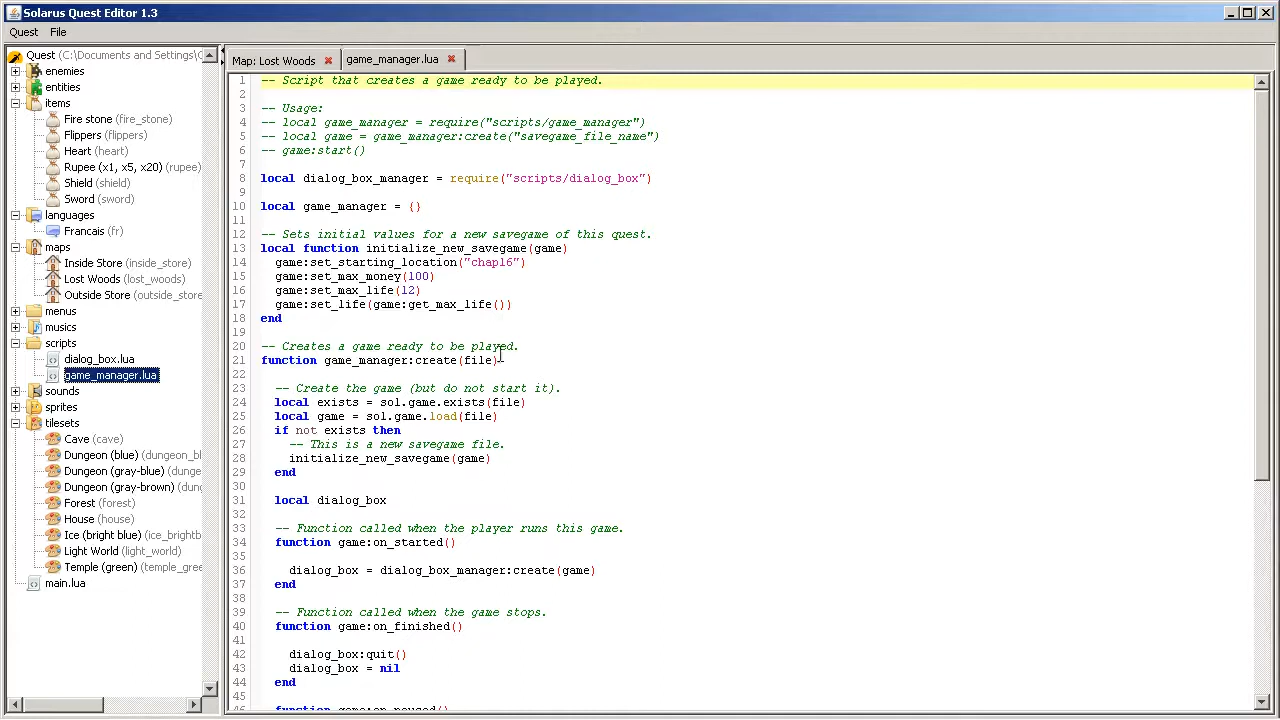 Solarus Quest Editor 1.3
Quest File
Quest (C:\Documents and Settings\C
enemies
entities
items
Fire stone (fire_stone)
Flippers (flippers)
Heart (heart)
Rupee (x1, x5, x20) (rupee)
Shield (shield)
Sword (sword)
languages
Francais (fr)
maps
Inside Store (inside_store)
Lost Woods (lost_woods)
Outside Store (outside_store
menus
musics
scripts
dialog_box.lua
game_manager.lua
sounds
sprites
tilesets
Cave (cave)
Dungeon (blue) (dungeon_bl
Dungeon (gray-blue) (dunge
Dungeon (gray-brown) (dun
Forest (forest)
House (house)
Ice (bright blue) (ice_brightb
Light World (light_world)
Temple (green) (temple_gree
main.lua
Map: Lost Woods game_manager.lua
1 -- Script that creates a game ready to be played.
2
3 -- Usage:
4 -- local game_manager = require("scripts/game_manager")
5 -- local game = game_manager:create("savegame_file_name")
6 -- game:start()
7
8 local dialog_box_manager = require("scripts/dialog_box")
9
10 local game_manager = {}
11
12 -- Sets initial values for a new savegame of this quest.
13 local function initialize_new_savegame(game)
14 game:set_starting_location("chap16")
15 game:set_max_money(100)
16 game:set_max_life(12)
17 game:set_life(game:get_max_life())
18 end
19
20 -- Creates a game ready to be played.
21 function game_manager:create(file)
22
23 -- Create the game (but do not start it).
24 local exists = sol.game.exists(file)
25 local game = sol.game.load(file)
26 if not exists then
27 -- This is a new savegame file.
28 initialize_new_savegame(game)
29 end
30
31 local dialog_box
32
33 -- Function called when the player runs this game.
34 function game:on_started()
35
36 dialog_box = dialog_box_manager:create(game)
37 end
38
39 -- Function called when the game stops.
40 function game:on_finished()
41
42 dialog_box:quit()
43 dialog_box = nil
44 end
45
46 function game:on_paused()